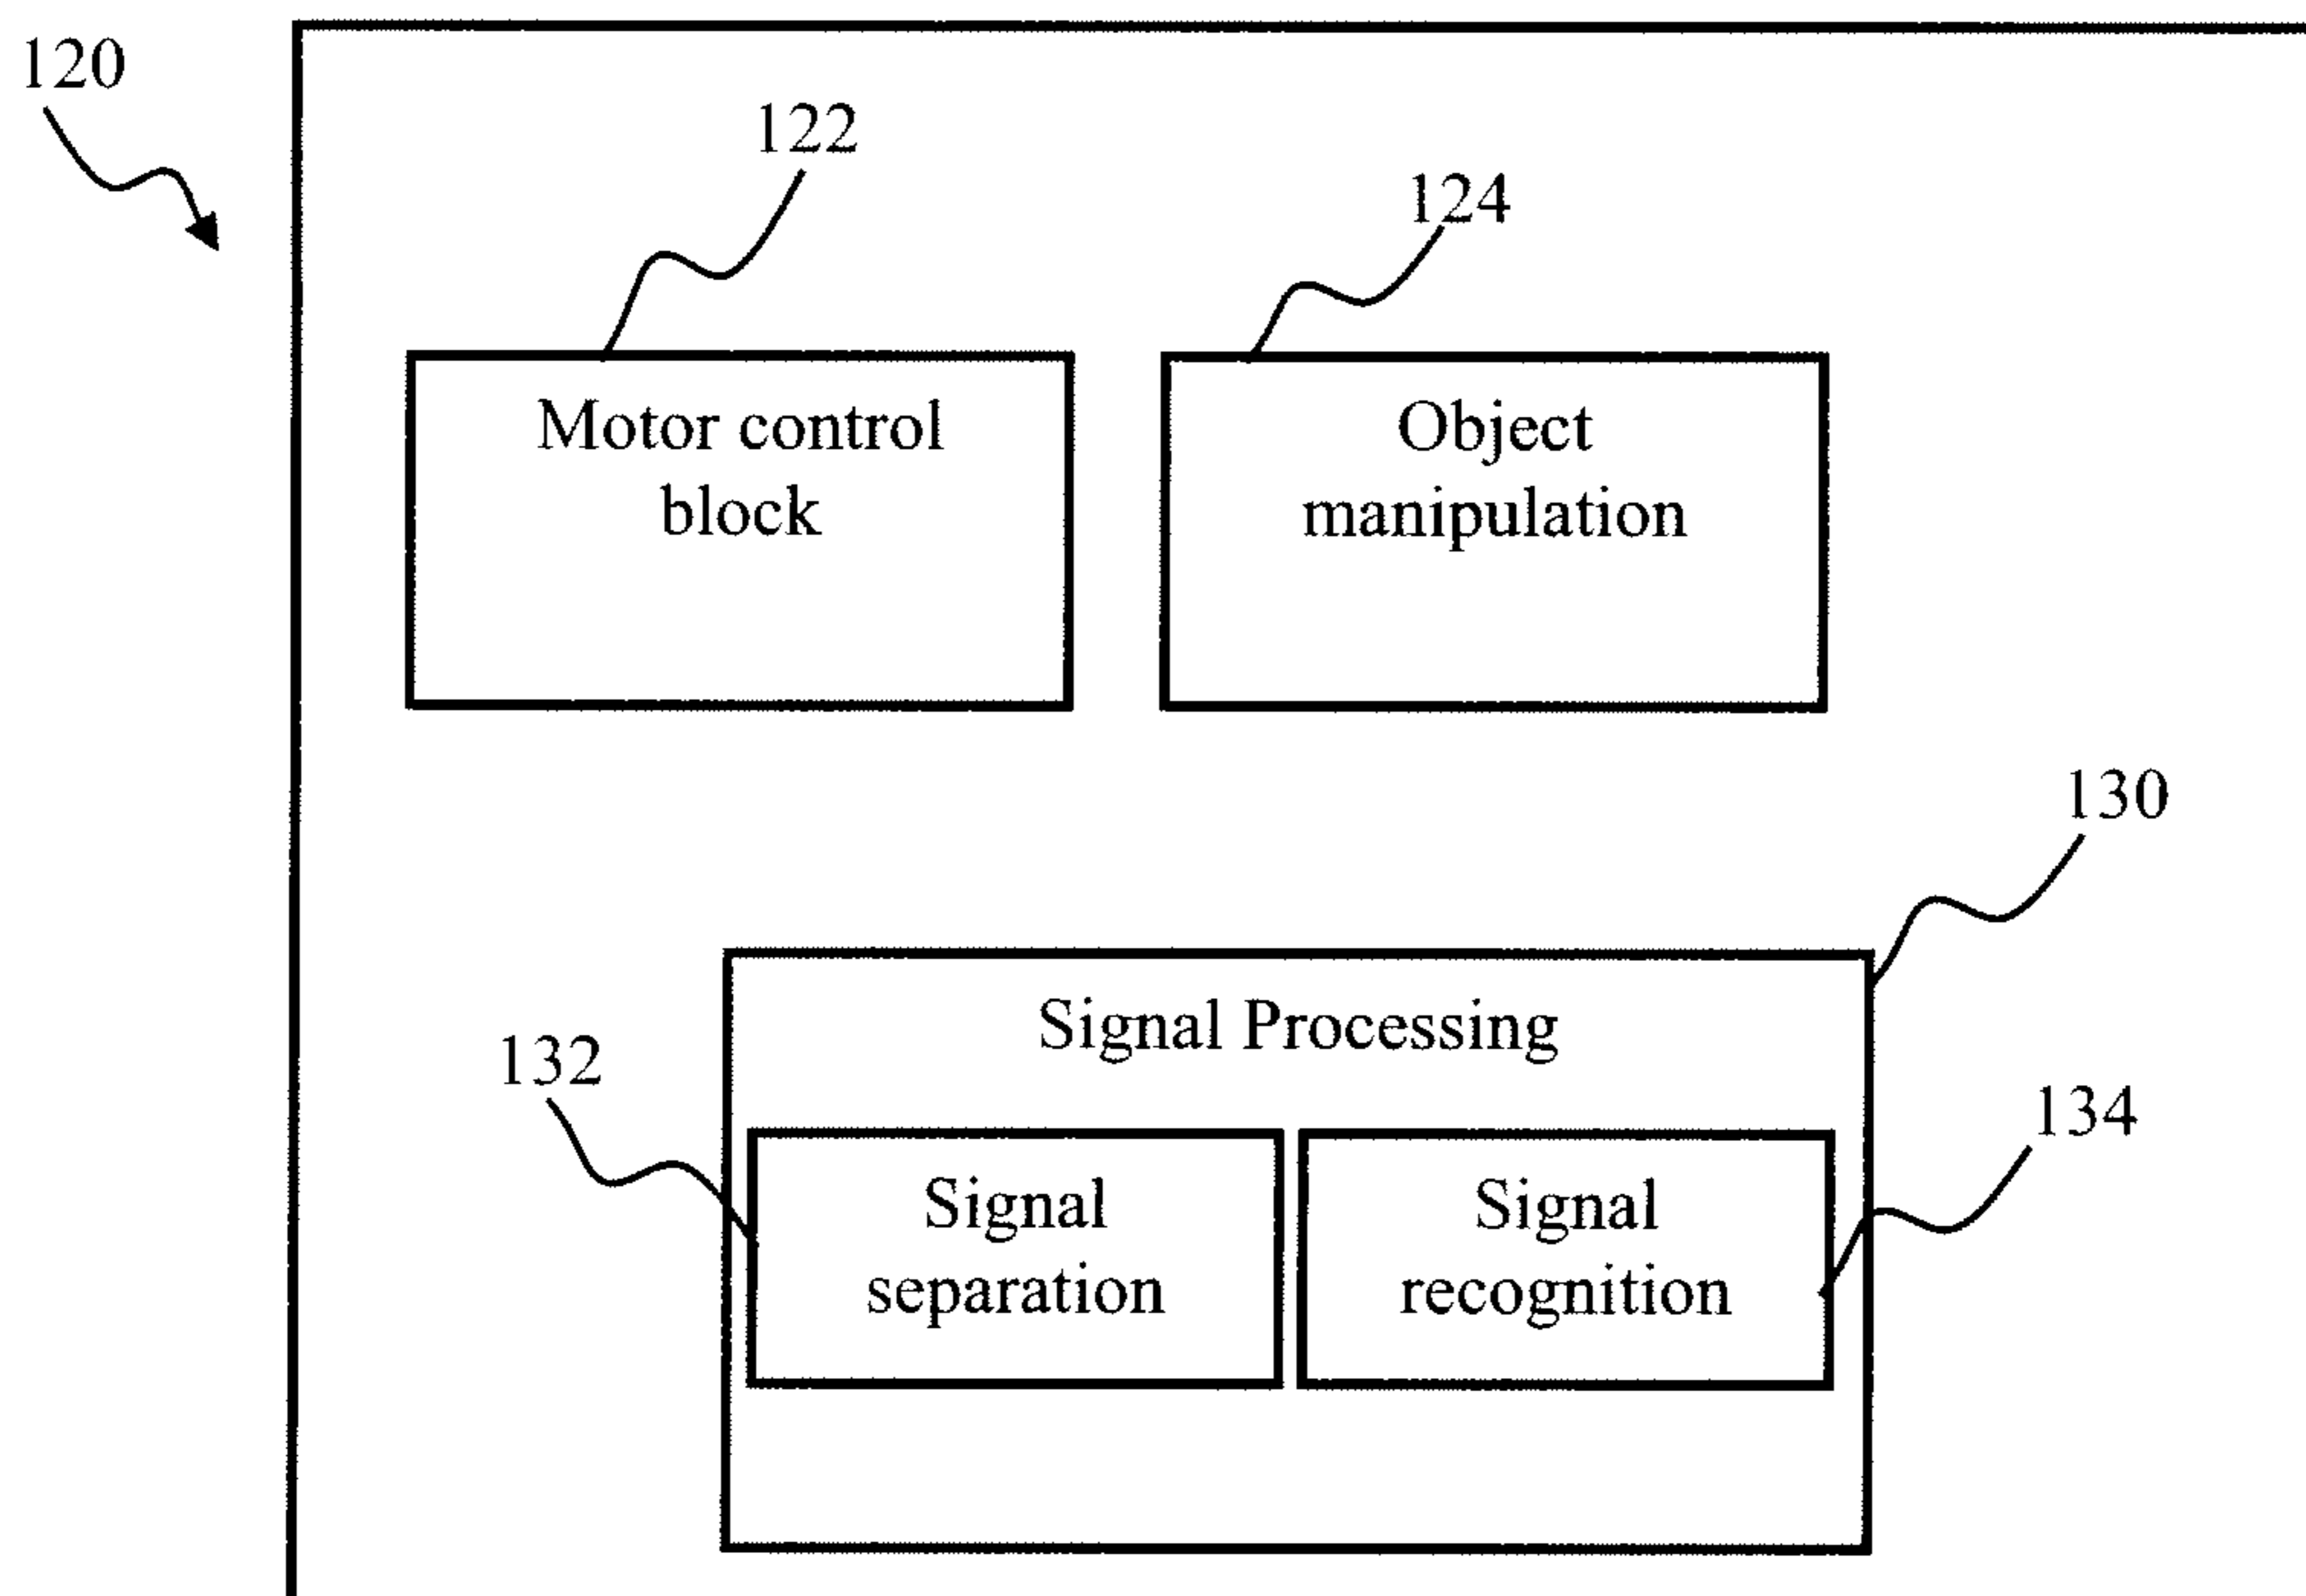 120
122
124
Motor control
block
Object
manipulation
130
Signal Processing
132
134
Signal
separation
Signal
recognition